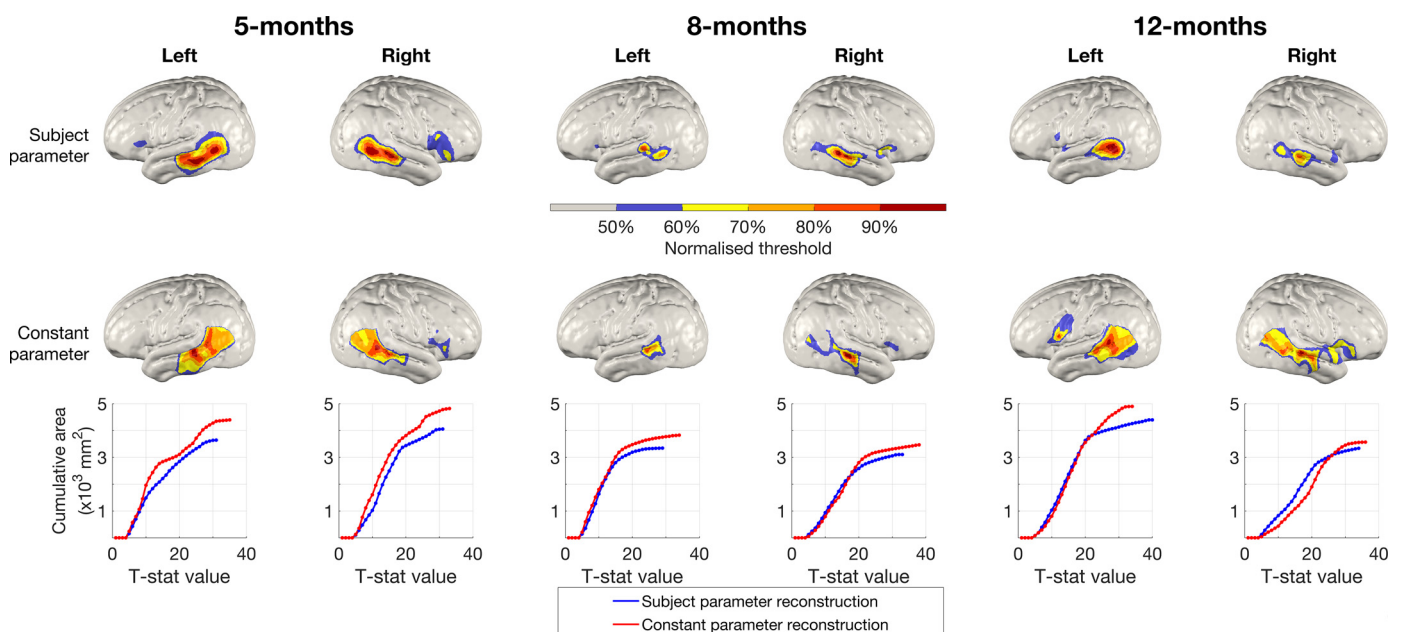 5-months 8-months 12-months
Left Right Left Right Left Right
Subject
parameter
50% 60% 70% 80% 90%
Normalised threshold
Constant
parameter
Cumulative area
(x10³ mm²)
5 5 5 5 5 5
3 3 3 3 3 3
1 1 1 1 1 1
0 20 40 0 20 40 0 20 40 0 20 40 0 20 40 0 20 40
T-stat value T-stat value T-stat value T-stat value T-stat value T-stat value
Subject parameter reconstruction
Constant parameter reconstruction